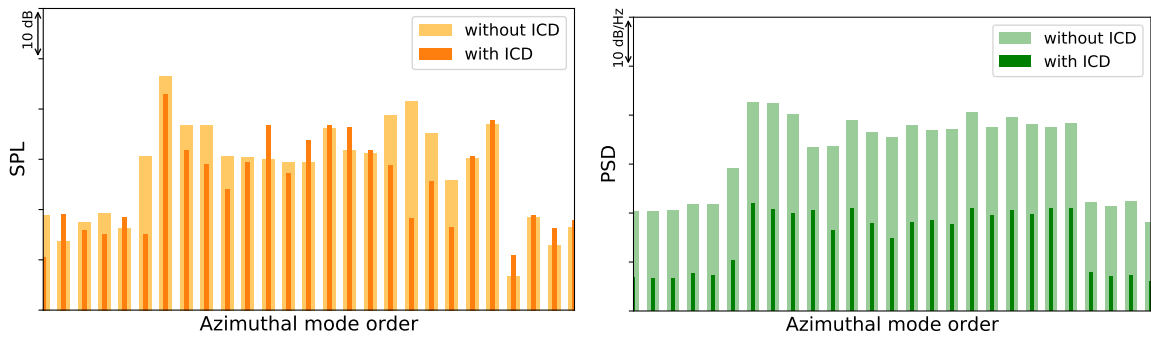 10 dB
SPL
without ICD
with ICD
Azimuthal mode order
10 dB/Hz
PSD
without ICD
with ICD
Azimuthal mode order